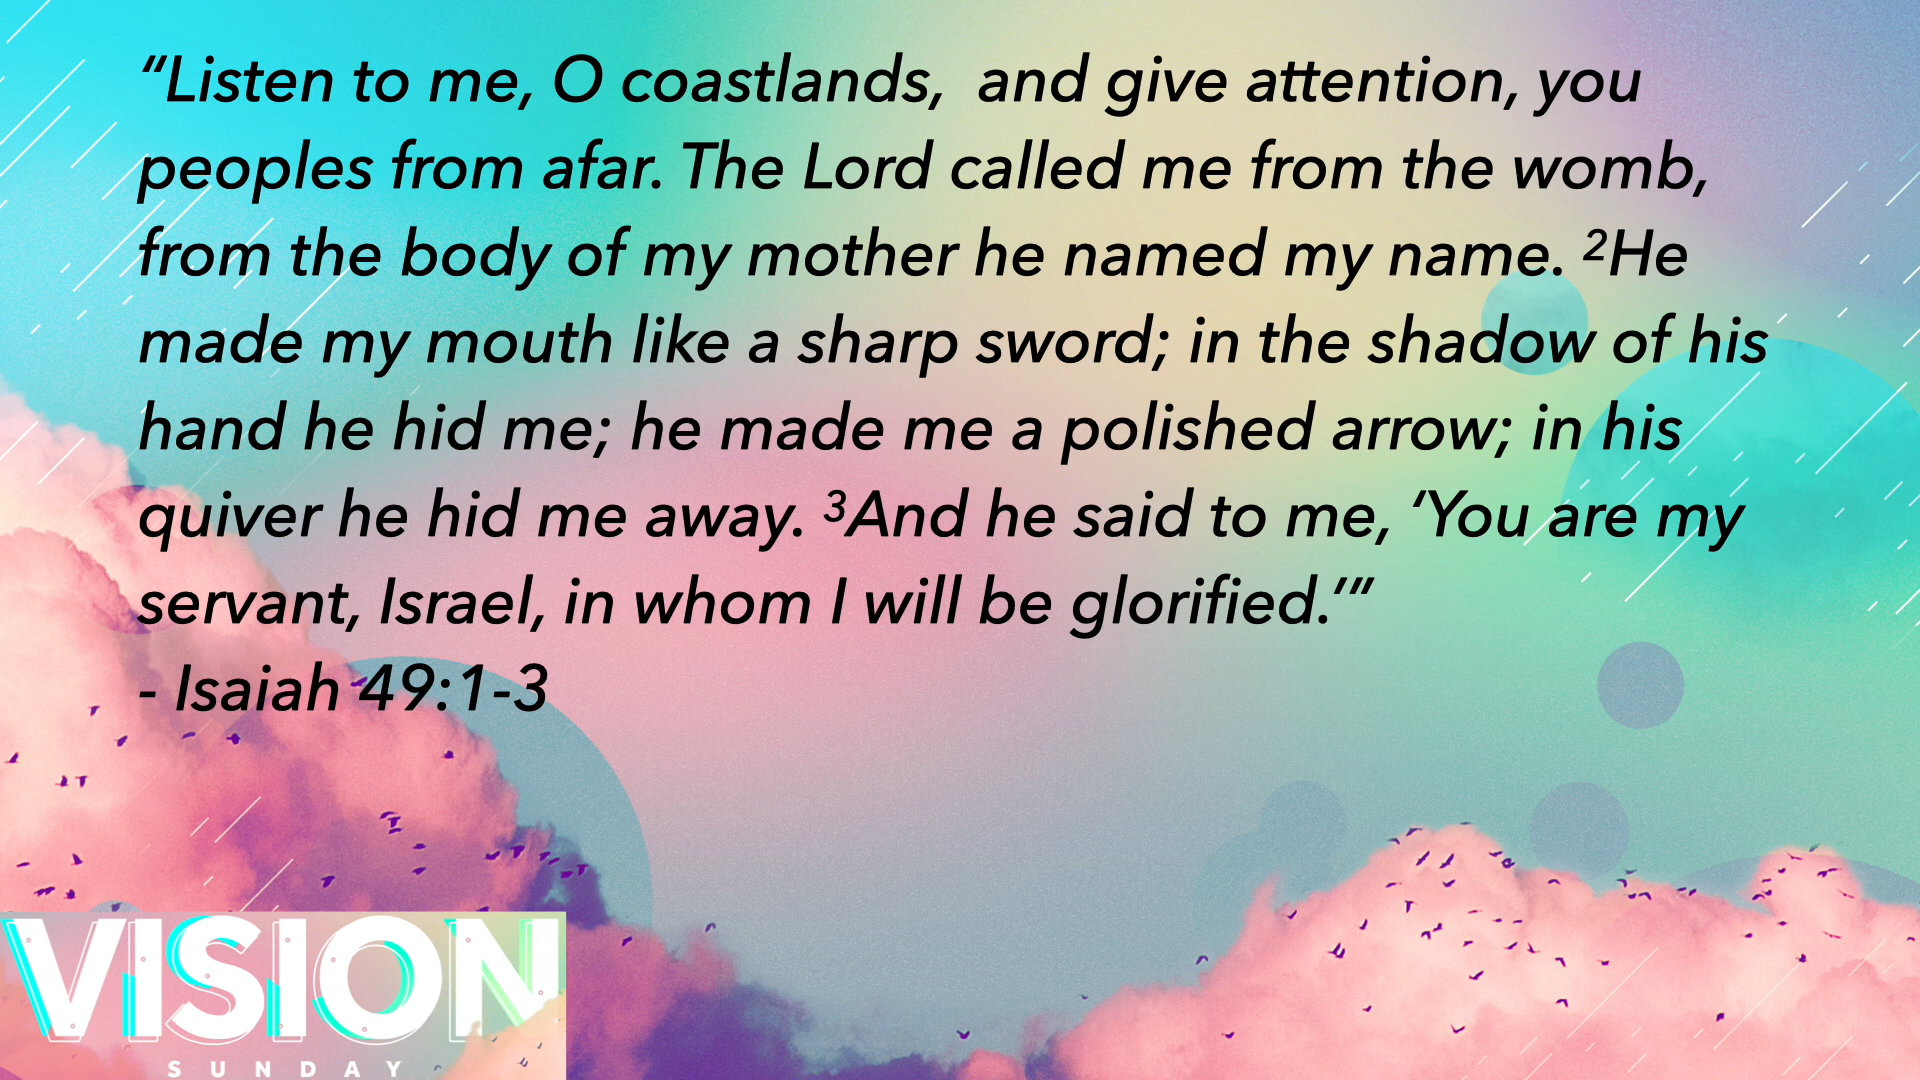 “Listen to me, O coastlands,  and give attention, you
peoples from afar. The Lord called me from the womb,
from the body of my mother he named my name. ²He
made my mouth like a sharp sword; in the shadow of his
hand he hid me; he made me a polished arrow; in his
quiver he hid me away. ³And he said to me, ‘You are my
servant, Israel, in whom I will be glorified.’”
- Isaiah 49:1-3
VISION
SUNDAY